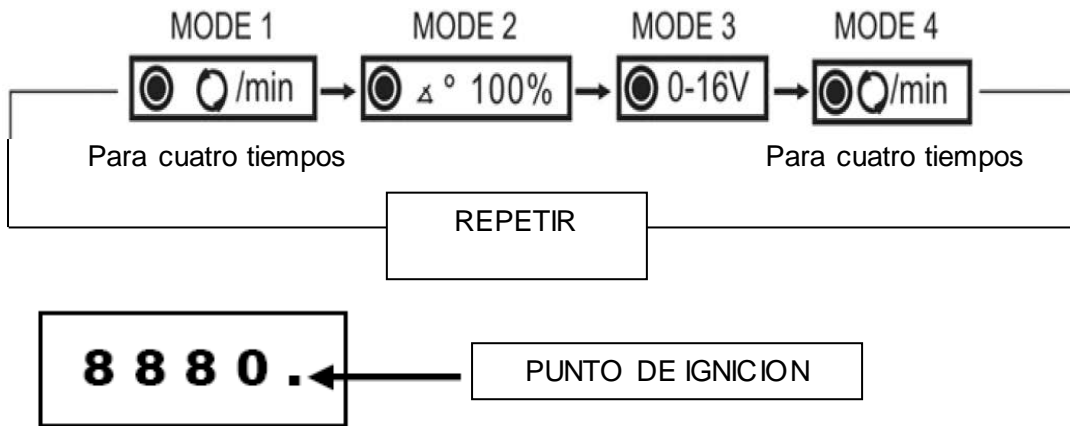 MODE 1 MODE 2 MODE 3 MODE 4
/min ° 100% 0-16V /min
Para cuatro tiempos Para cuatro tiempos
REPETIR
8880.
PUNTO DE IGNICION